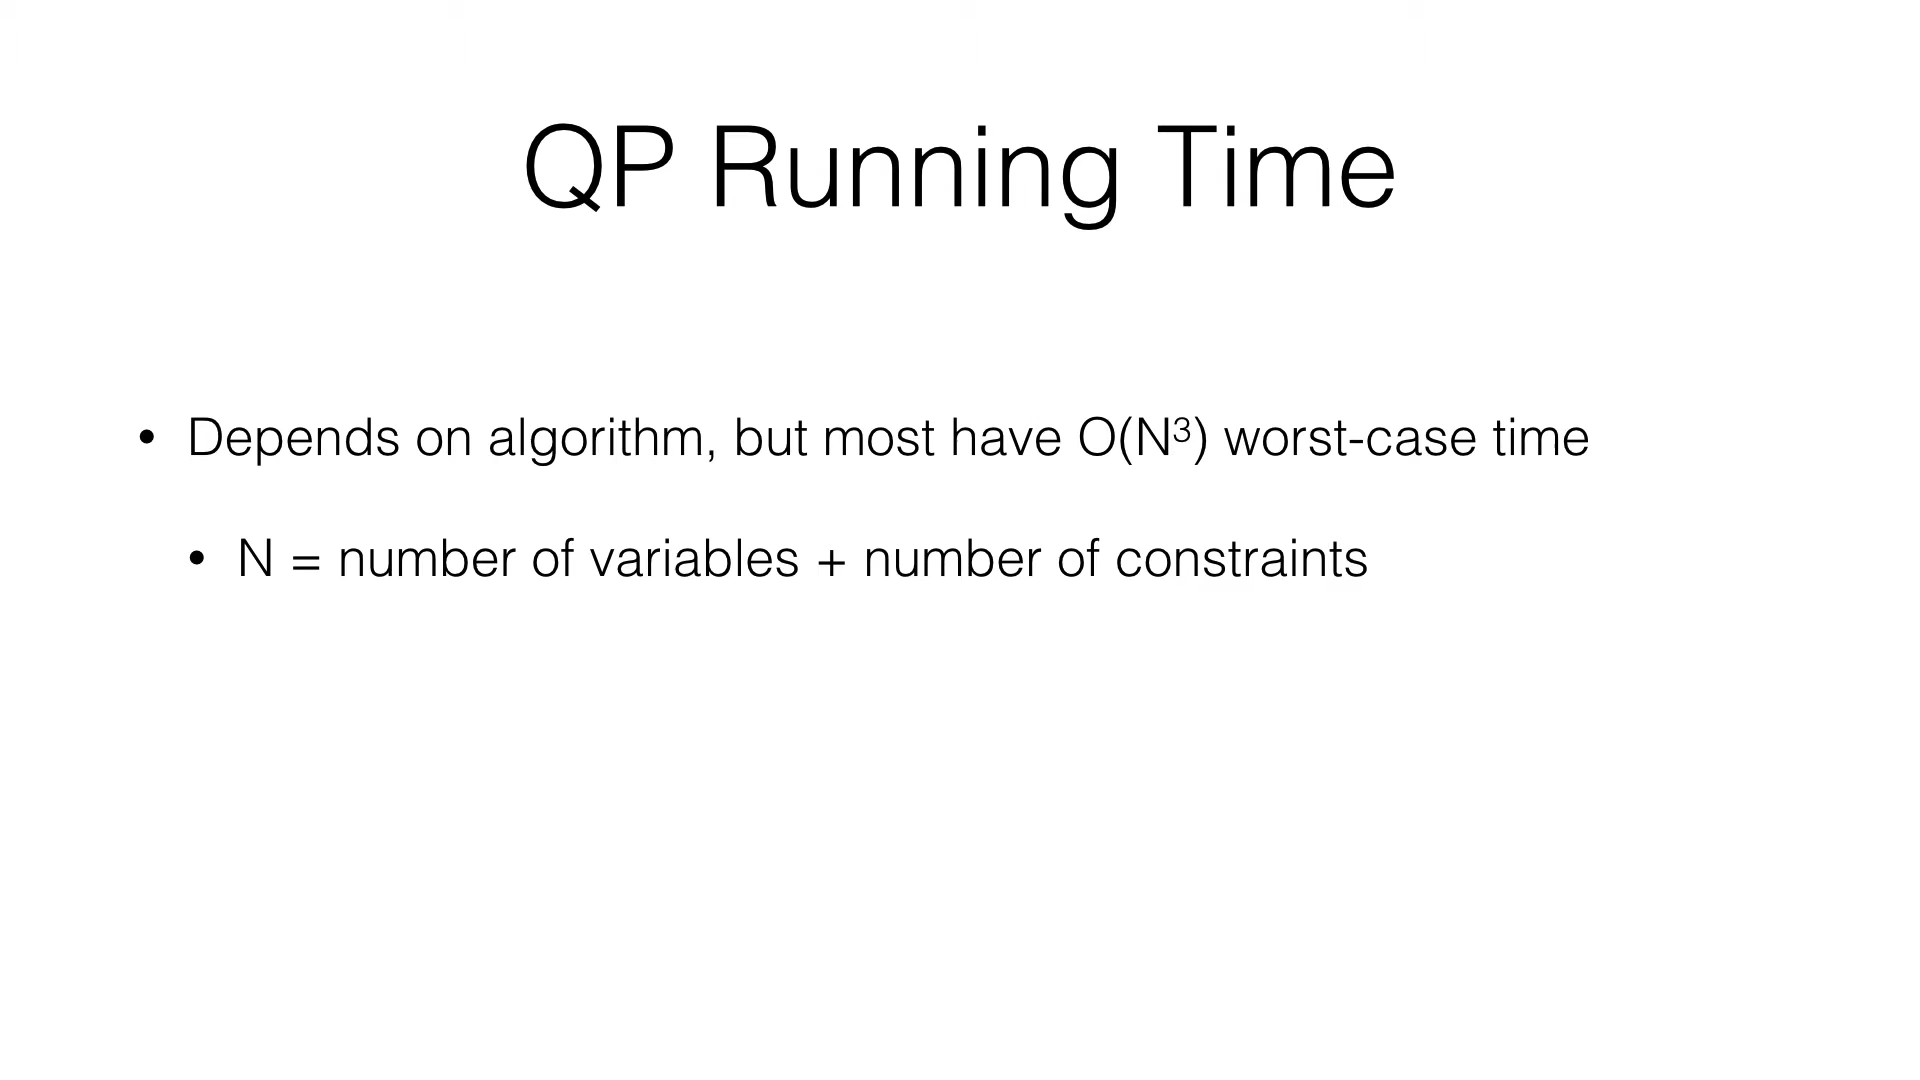 QP Running Time
• Depends on algorithm, but most have O(N³) worst-case time
• N = number of variables + number of constraints